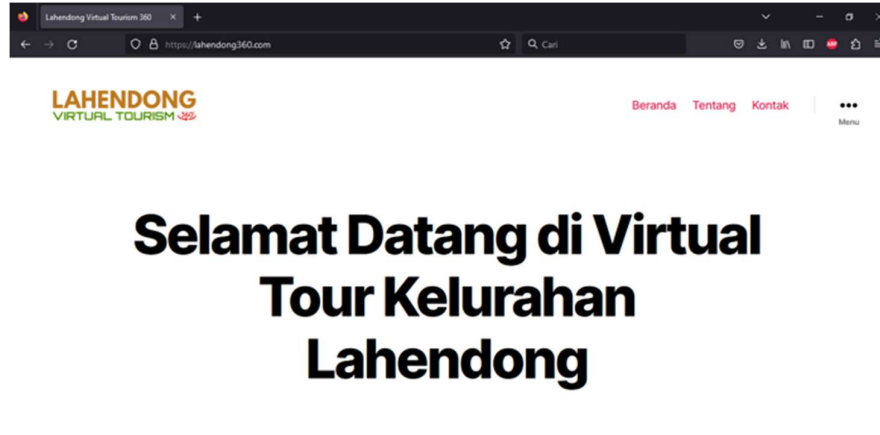 Lahendong Virtual Tourism 360
https://lahendong360.com
Cari
LAHENDONG
VIRTUAL TOURISM 360
Beranda Tentang Kontak
Menu
Selamat Datang di Virtual
Tour Kelurahan
Lahendong